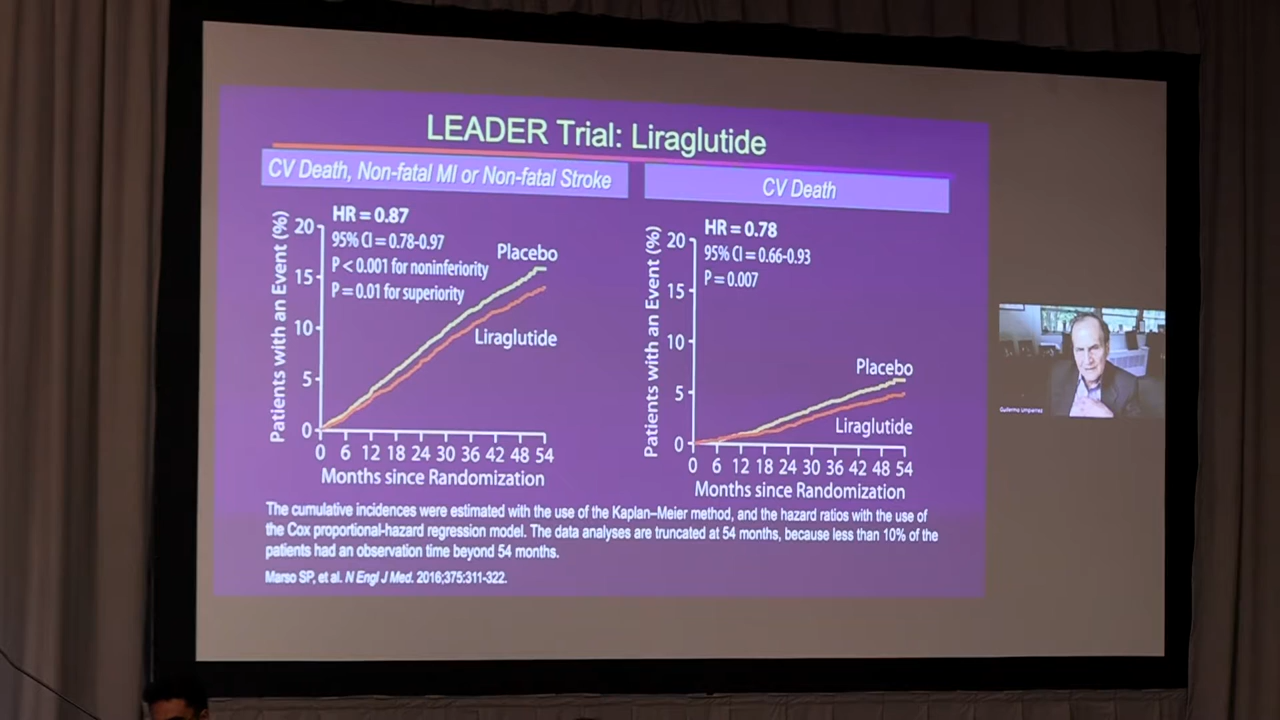 LEADER Trial: Liraglutide
CV Death, Non-fatal MI or Non-fatal Stroke
HR = 0.87
95% CI = 0.78-0.97
P < 0.001 for noninferiority
P = 0.01 for superiority
Placebo
Liraglutide
Patients with an Event (%)
20
15
10
5
0
0 6 12 18 24 30 36 42 48 54
Months since Randomization
CV Death
HR = 0.78
95% CI = 0.66-0.93
P = 0.007
Placebo
Liraglutide
Patients with an Event (%)
20
15
10
5
0
0 6 12 18 24 30 36 42 48 54
Months since Randomization
The cumulative incidences were estimated with the use of the Kaplan–Meier method, and the hazard ratios with the use of
the Cox proportional-hazard regression model. The data analyses are truncated at 54 months, because less than 10% of the
patients had an observation time beyond 54 months.
Marso SP, et al. N Engl J Med. 2016;375:311-322.
Guillermo Umpierrez